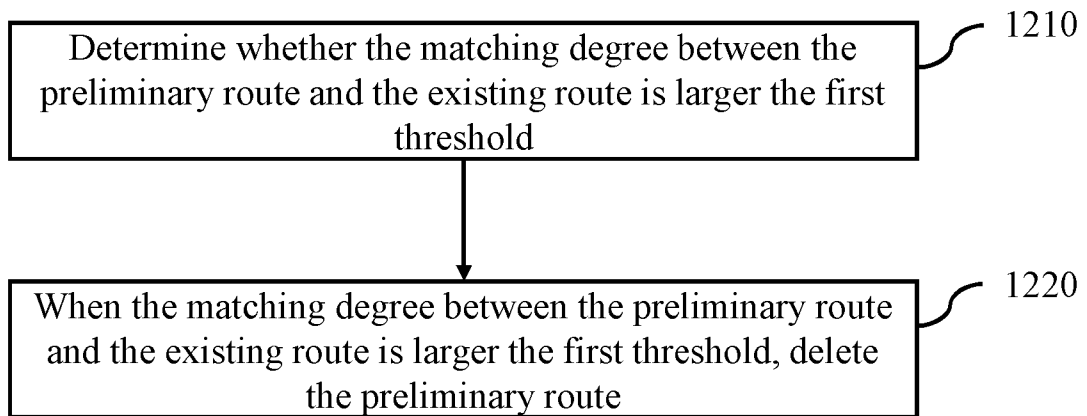 Determine whether the matching degree between the
preliminary route and the existing route is larger the first
threshold
1210
When the matching degree between the preliminary route
and the existing route is larger the first threshold, delete
the preliminary route
1220